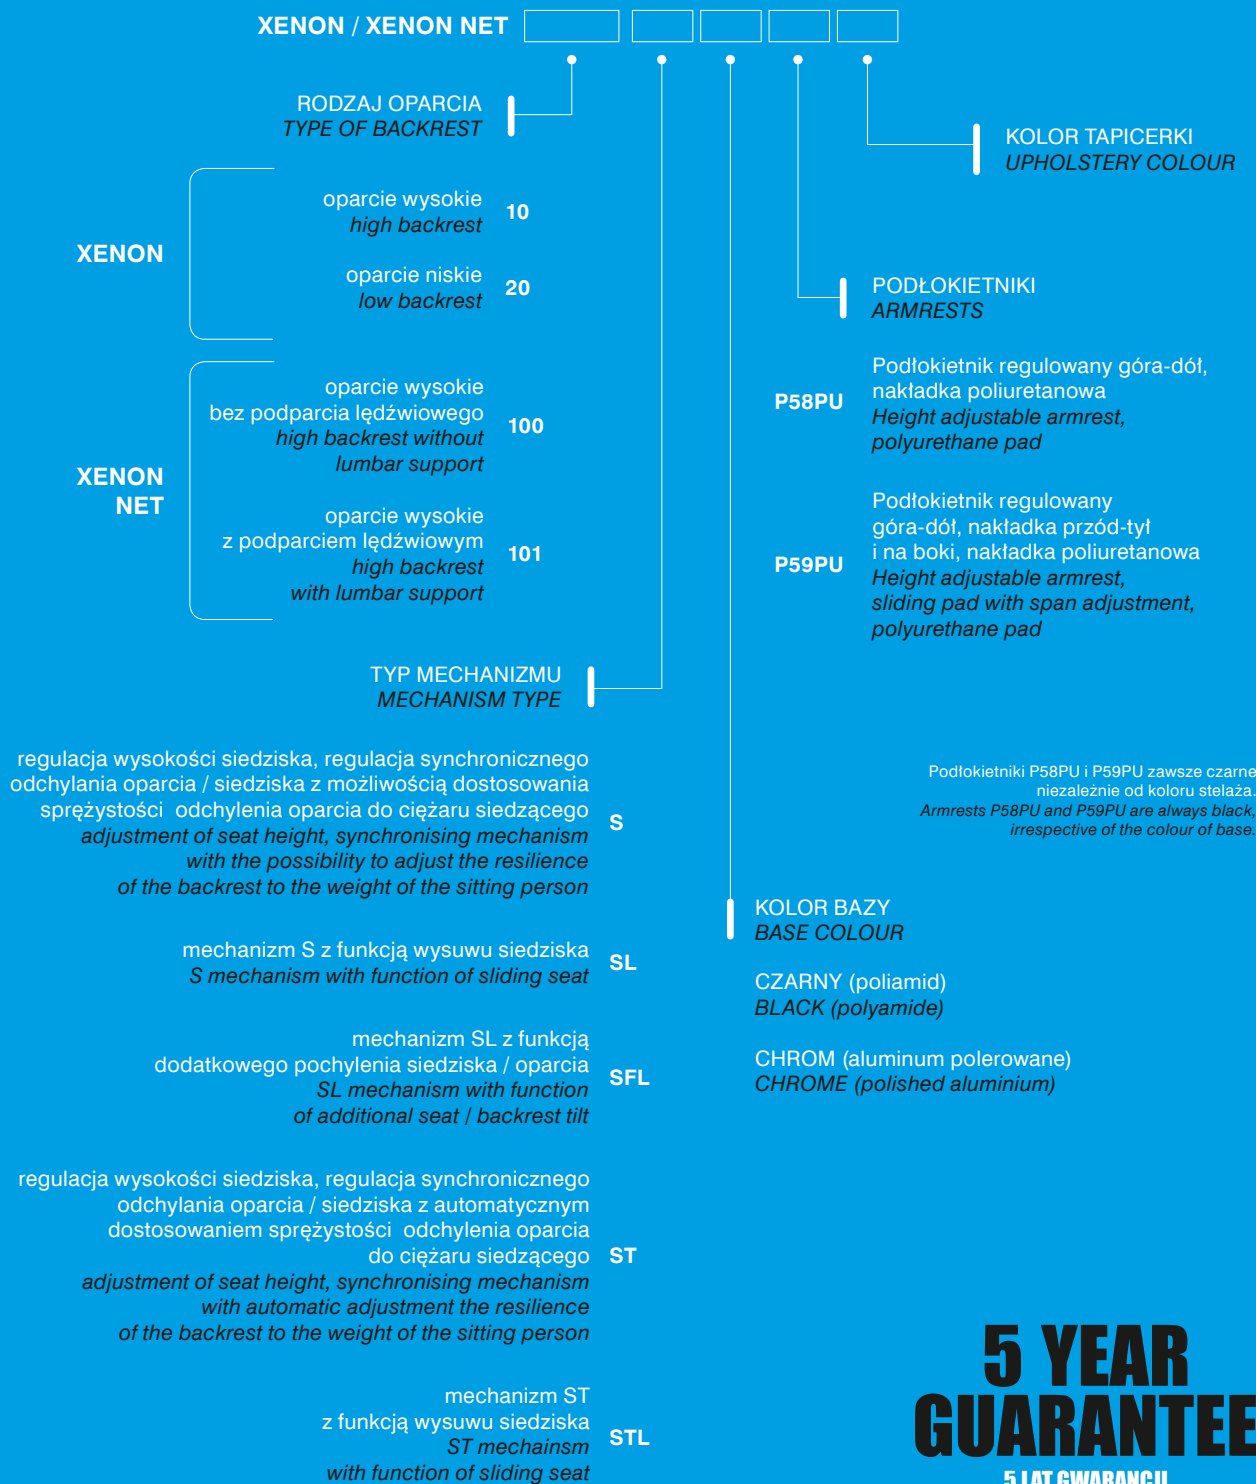 XENON / XENON NET
RODZAJ OPARCIA
TYPE OF BACKREST
XENON
oparcie wysokie
high backrest
10
oparcie niskie
low backrest
20
XENON
NET
oparcie wysokie
bez podparcia lędźwiowego
high backrest without
lumbar support
100
oparcie wysokie
z podparciem lędźwiowym
high backrest
with lumbar support
101
TYP MECHANIZMU
MECHANISM TYPE
regulacja wysokości siedziska, regulacja synchronicznego
odchylania oparcia / siedziska z możliwością dostosowania
sprężystości odchylenia oparcia do ciężaru siedzącego
adjustment of seat height, synchronising mechanism
with the possibility to adjust the resilience
of the backrest to the weight of the sitting person
S
mechanizm S z funkcją wysuwu siedziska
S mechanism with function of sliding seat
SL
mechanizm SL z funkcją
dodatkowego pochylenia siedziska / oparcia
SL mechanism with function
of additional seat / backrest tilt
SFL
regulacja wysokości siedziska, regulacja synchronicznego
odchylania oparcia / siedziska z automatycznym
dostosowaniem sprężystości odchylenia oparcia
do ciężaru siedzącego
adjustment of seat height, synchronising mechanism
with automatic adjustment the resilience
of the backrest to the weight of the sitting person
ST
mechanizm ST
z funkcją wysuwu siedziska
ST mechainsm
with function of sliding seat
STL
KOLOR TAPICERKI
UPHOLSTERY COLOUR
PODŁOKIETNIKI
ARMRESTS
P58PU
Podłokietnik regulowany góra-dół,
nakładka poliuretanowa
Height adjustable armrest,
polyurethane pad
P59PU
Podłokietnik regulowany
góra-dół, nakładka przód-tył
i na boki, nakładka poliuretanowa
Height adjustable armrest,
sliding pad with span adjustment,
polyurethane pad
Podłokietniki P58PU i P59PU zawsze czarne
niezależnie od koloru stelaża.
Armrests P58PU and P59PU are always black,
irrespective of the colour of base.
KOLOR BAZY
BASE COLOUR
CZARNY (poliamid)
BLACK (polyamide)
CHROM (aluminum polerowane)
CHROME (polished aluminium)
5 YEAR
GUARANTEE
5 LAT GWARANCJI